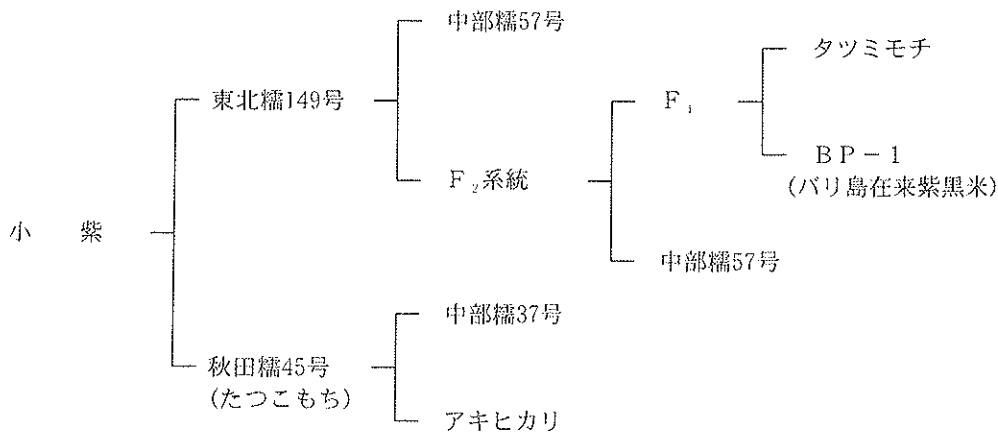 中部糯57号
タツミモチ
東北糯149号
F₁
BP-1
F₂系統
(バリ島在来紫黒米)
小 紫
中部糯57号
中部糯37号
秋田糯45号
(たつこもち)
アキヒカリ